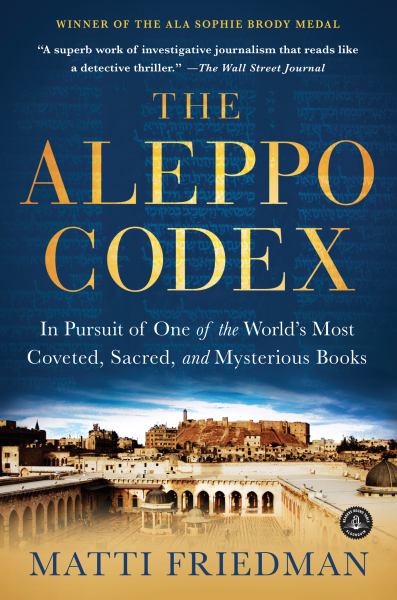 WINNER OF THE ALA SOPHIE BRODY MEDAL
“A superb work of investigative journalism that reads like
a detective thriller.” —The Wall Street Journal
THE
ALEPPO
CODEX
In Pursuit of One of the World’s Most
Coveted, Sacred, and Mysterious Books
MATTI FRIEDMAN